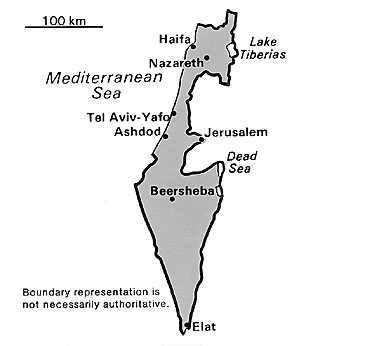 100 km
Haifa
Lake
Tiberias
Nazareth
Mediterranean
Sea
Tel Aviv-Yafo
Ashdod
Jerusalem
Dead
Sea
Beersheba
Boundary representation is
not necessarily authoritative.
Elat